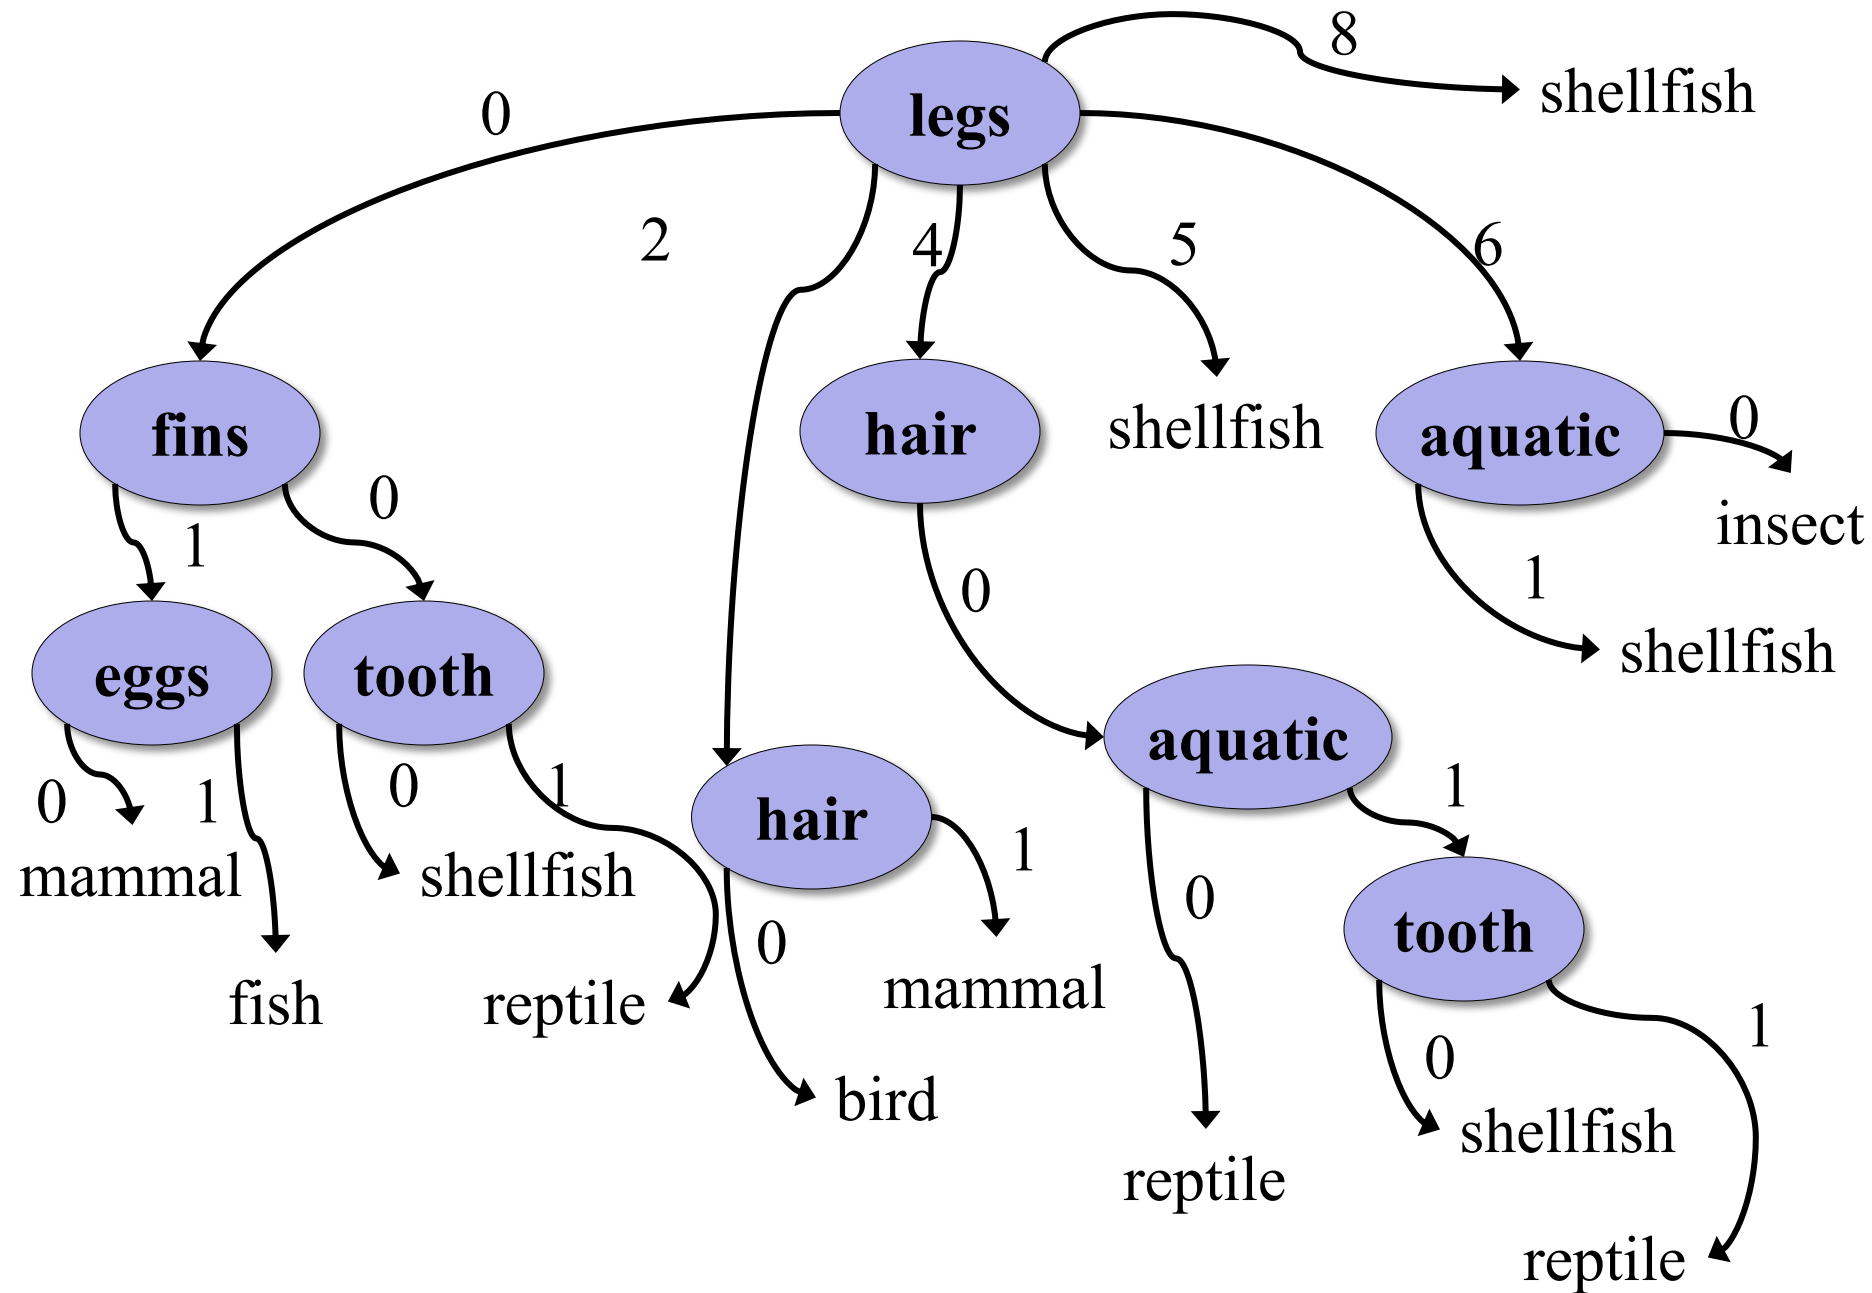 8
shellfish
0
legs
2
4
5
6
fins
hair
shellfish
aquatic
0
insect
1
0
0
1
shellfish
eggs
tooth
aquatic
0
1
0
1
hair
1
1
mammal
shellfish
0
0
tooth
fish
reptile
mammal
bird
0
1
shellfish
reptile
reptile